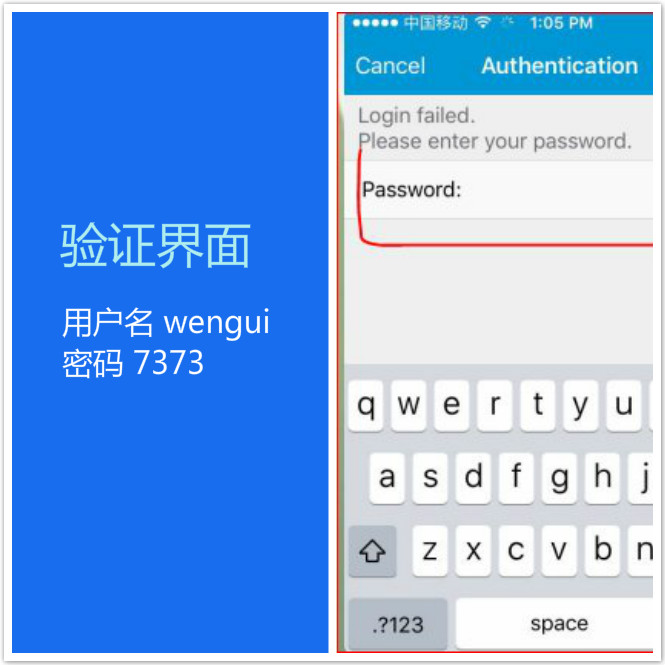 验证界面
用户名 wengui
密码 7373
中国移动 1:05 PM
Cancel Authentication
Login failed.
Please enter your password.
Password:
q w e r t y u
a s d f g h j
z x c v b n
.?123 space